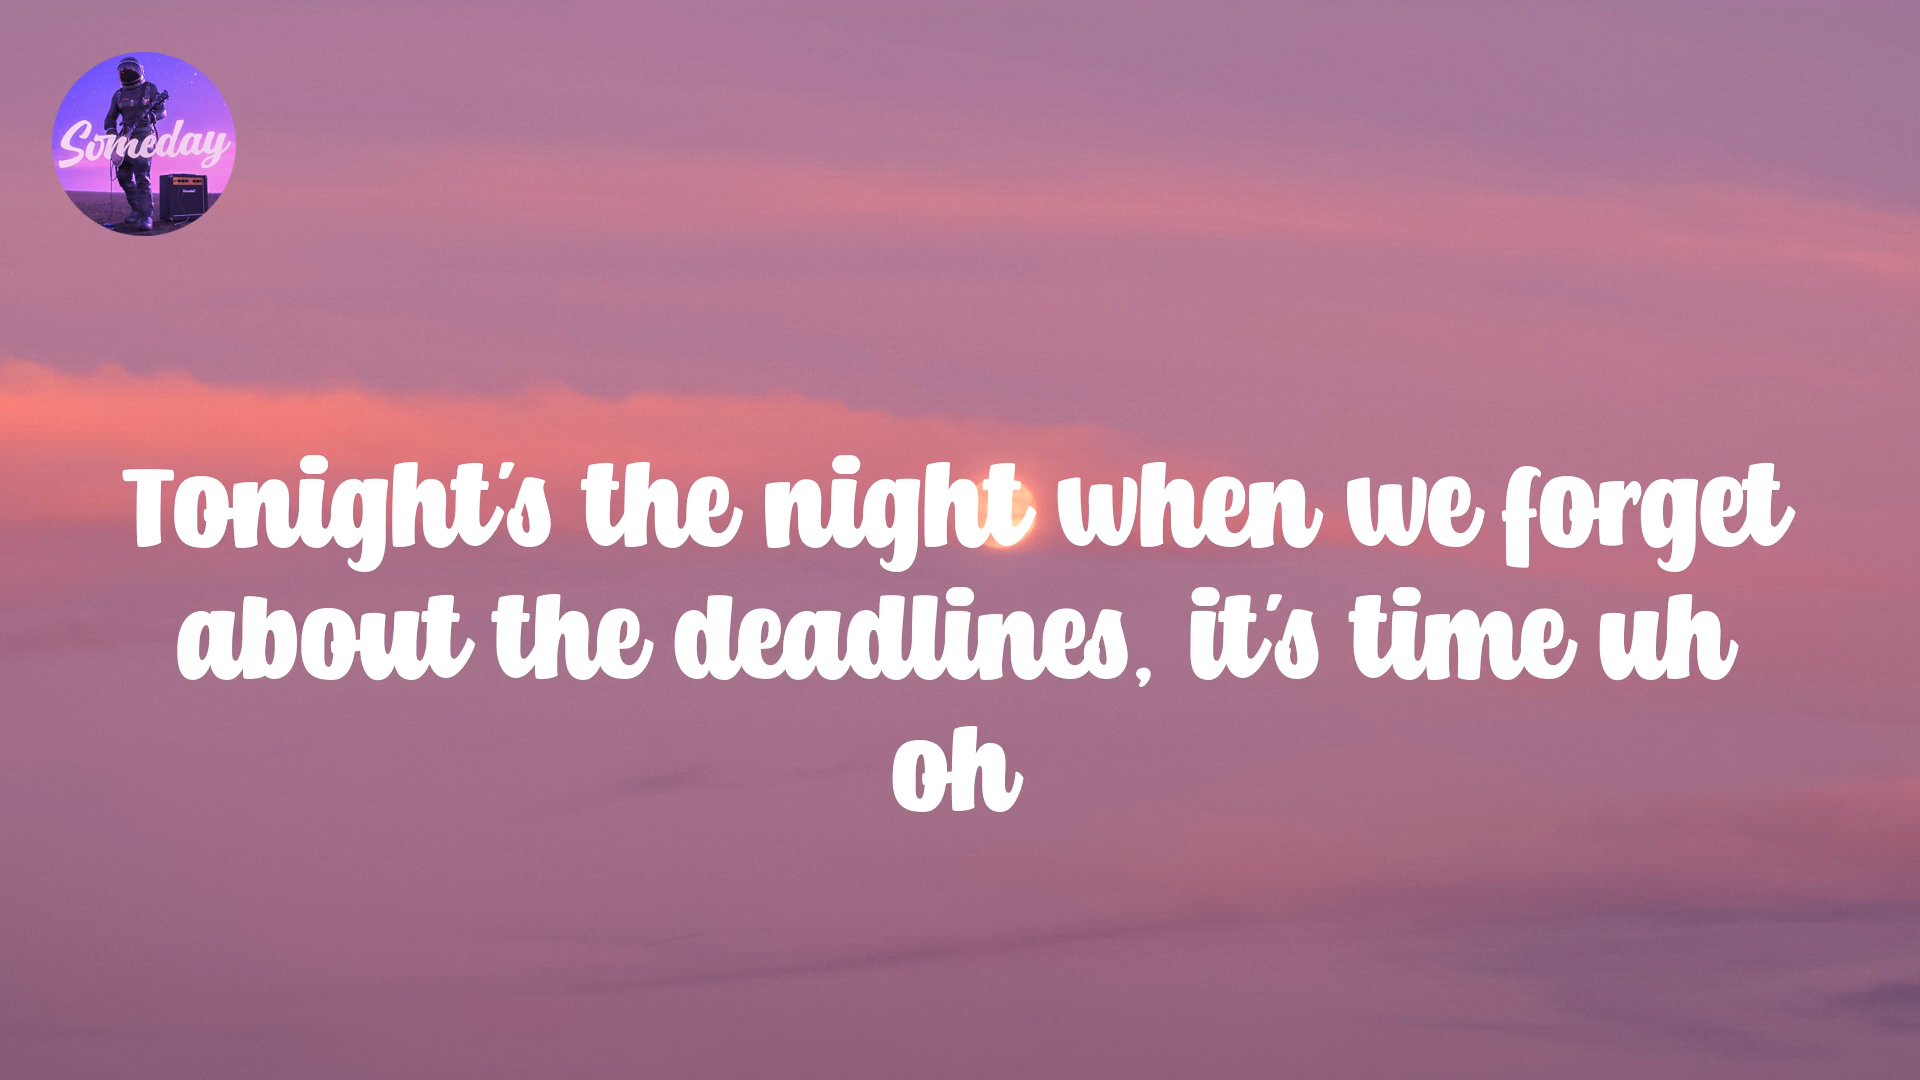 Someday
Tonight's the night when we forget
about the deadlines, it's time uh
oh